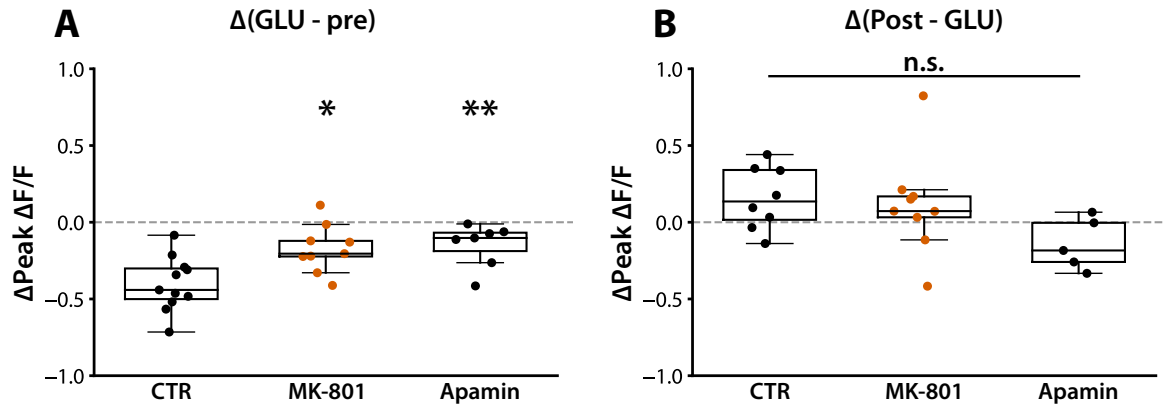 A
Δ(GLU - pre)
ΔPeak ΔF/F
1.0
0.5
0.0
−0.5
−1.0
*
**
CTR
MK-801
Apamin
B
Δ(Post - GLU)
ΔPeak ΔF/F
1.0
0.5
0.0
−0.5
−1.0
n.s.
CTR
MK-801
Apamin